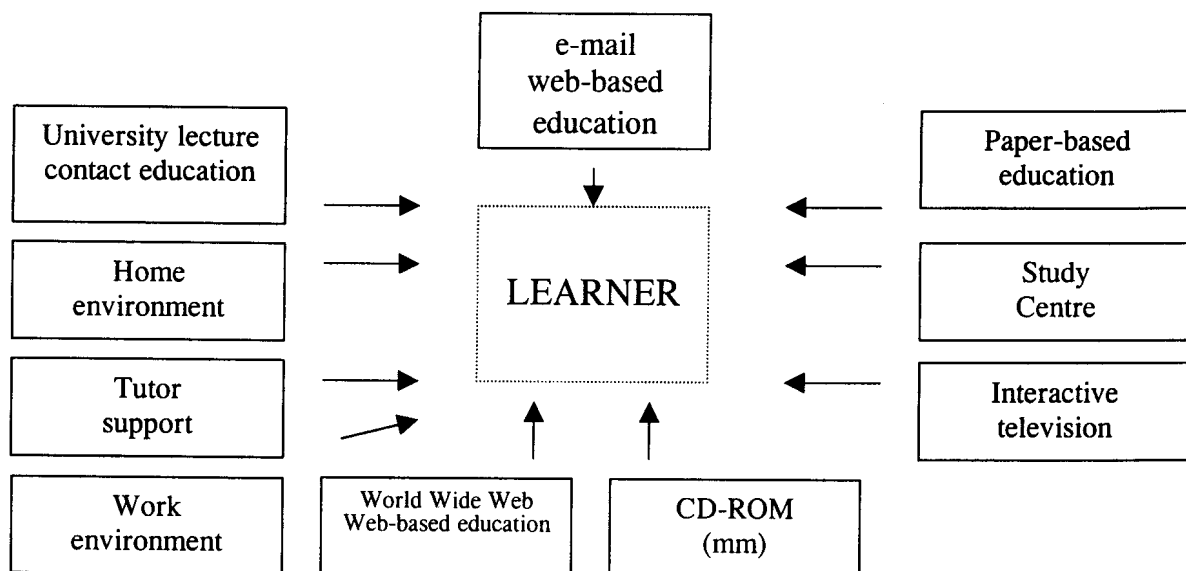 e-mail
web-based
education
University lecture
contact education
Paper-based
education
Home
environment
LEARNER
Study
Centre
Tutor
support
Interactive
television
Work
environment
World Wide Web
Web-based education
CD-ROM
(mm)